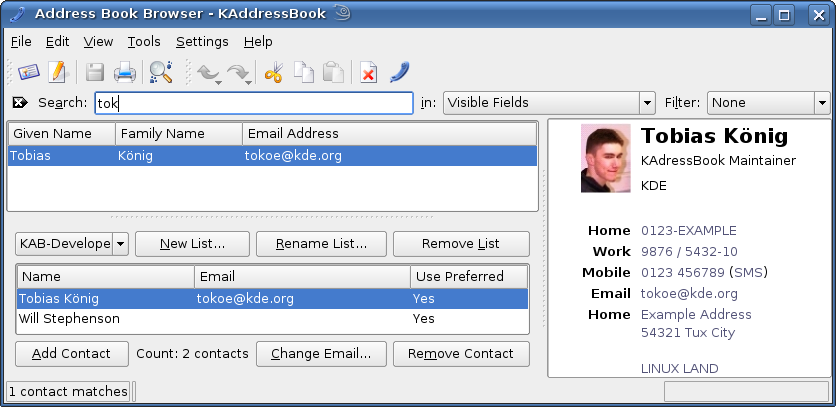 Address Book Browser - KAddressBook
File Edit View Tools Settings Help
Search: tok in: Visible Fields Filter: None
Given Name Family Name Email Address
Tobias König tokoe@kde.org
KAB-Develope New List... Rename List... Remove List
Name Email Use Preferred
Tobias König tokoe@kde.org Yes
Will Stephenson Yes
Add Contact Count: 2 contacts Change Email... Remove Contact
1 contact matches
Tobias König
KAdressBook Maintainer
KDE
Home 0123-EXAMPLE
Work 9876 / 5432-10
Mobile 0123 456789 (SMS)
Email tokoe@kde.org
Home Example Address
54321 Tux City
LINUX LAND